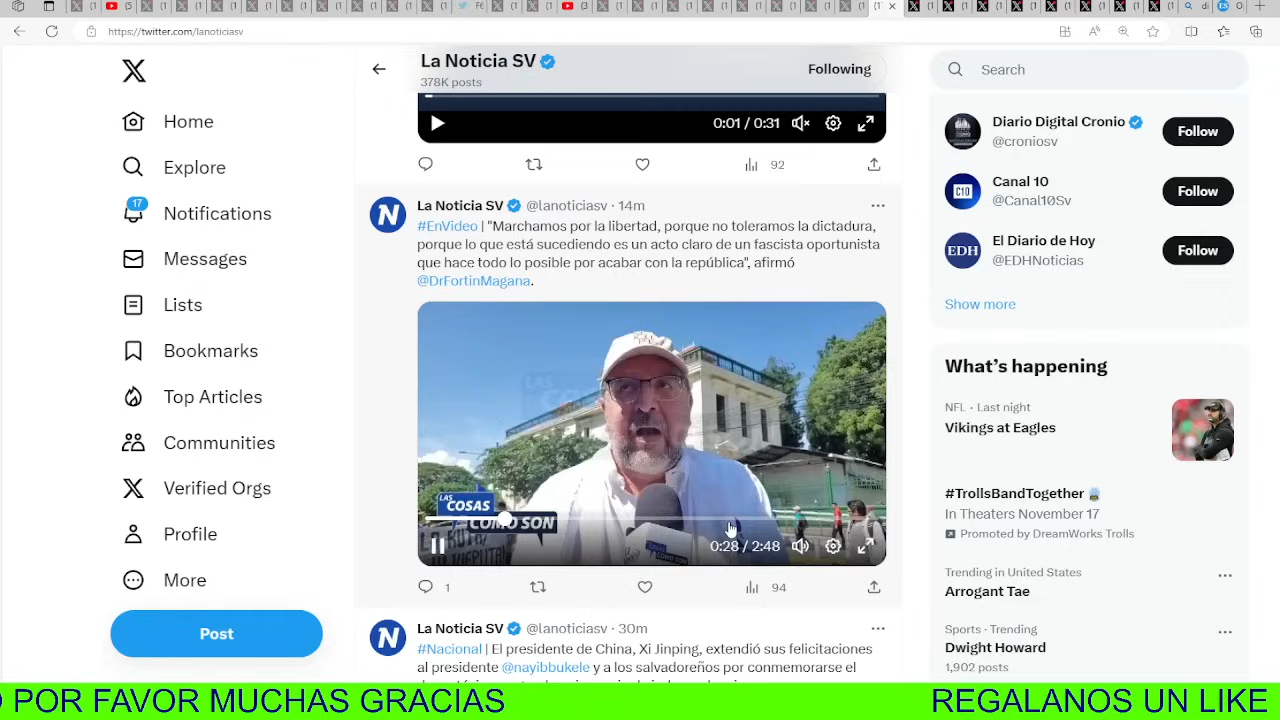 https://twitter.com/lanoticiasv
La Noticia SV
378K posts
Following
Search
Home
Explore
17
Notifications
Messages
Lists
Bookmarks
Top Articles
Communities
Verified Orgs
Profile
More
Post
0:01 / 0:31
92
La Noticia SV @lanoticiasv · 14m
#EnVideo | "Marchamos por la libertad, porque no toleramos la dictadura,
porque lo que está sucediendo es un acto claro de un fascista oportunista
que hace todo lo posible por acabar con la república", afirmó
@DrFortinMagana.
LAS
COSAS
COMO SON
0:28 / 2:48
1
94
La Noticia SV @lanoticiasv · 30m
#Nacional | El presidente de China, Xi Jinping, extendió sus felicitaciones
al presidente @nayibbukele y a los salvadoreños por conmemorarse el
Diario Digital Cronio
@croniosv
Follow
C10
Canal 10
@Canal10Sv
Follow
EDH
El Diario de Hoy
@EDHNoticias
Follow
Show more
What's happening
NFL · Last night
Vikings at Eagles
#TrollsBandTogether
In Theaters November 17
Promoted by DreamWorks Trolls
Trending in United States
Arrogant Tae
Sports · Trending
Dwight Howard
1,902 posts
POR FAVOR MUCHAS GRACIAS
REGALANOS UN LIKE